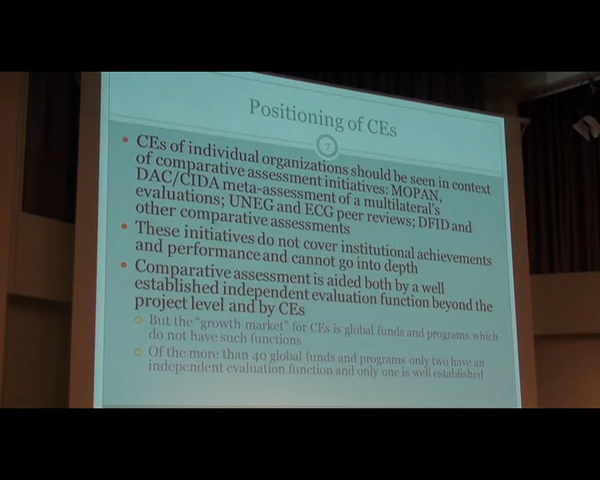 Positioning of CEs
7
CEs of individual organizations should be seen in context
of comparative assessment initiatives: MOPAN,
DAC/CIDA meta-assessment of a multilateral's
evaluations; UNEG and ECG peer reviews; DFID and
other comparative assessments
These initiatives do not cover institutional achievements
and performance and cannot go into depth
Comparative assessment is aided both by a well
established independent evaluation function beyond the
project level and by CEs
But the "growth market" for CEs is global funds and programs which
do not have such functions
Of the more than 40 global funds and programs only two have an
independent evaluation function and only one is well established